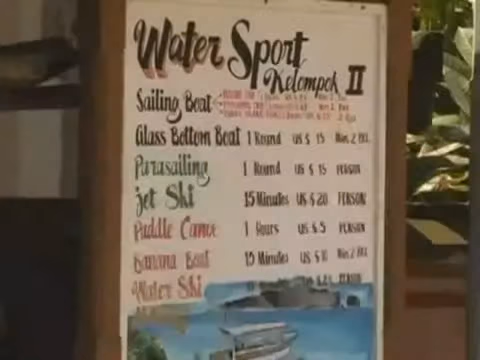 Water Sport
Kelompok II
Sailing Boat
Glass Bottom Boat 1 Round US $ 15 Min 2 PAX
Parasailing 1 Round US $ 15 PERSON
jet Ski 15 Minutes US $ 20 PERSON
Paddle Canoe 1 Hours US $ 5 PERSON
Banana Boat 15 Minutes US $ 10 Min 2 PAX
Water Ski